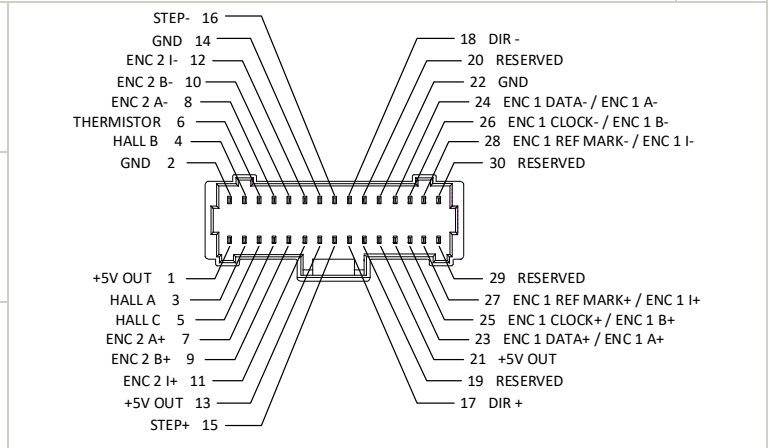 STEP- 16
GND 14
ENC 2 I- 12
ENC 2 B- 10
ENC 2 A- 8
THERMISTOR 6
HALL B 4
GND 2
18 DIR -
20 RESERVED
22 GND
24 ENC 1 DATA- / ENC 1 A-
26 ENC 1 CLOCK- / ENC 1 B-
28 ENC 1 REF MARK- / ENC 1 I-
30 RESERVED
+5V OUT 1
HALL A 3
HALL C 5
ENC 2 A+ 7
ENC 2 B+ 9
ENC 2 I+ 11
+5V OUT 13
STEP+ 15
29 RESERVED
27 ENC 1 REF MARK+ / ENC 1 I+
25 ENC 1 CLOCK+ / ENC 1 B+
23 ENC 1 DATA+ / ENC 1 A+
21 +5V OUT
19 RESERVED
17 DIR +